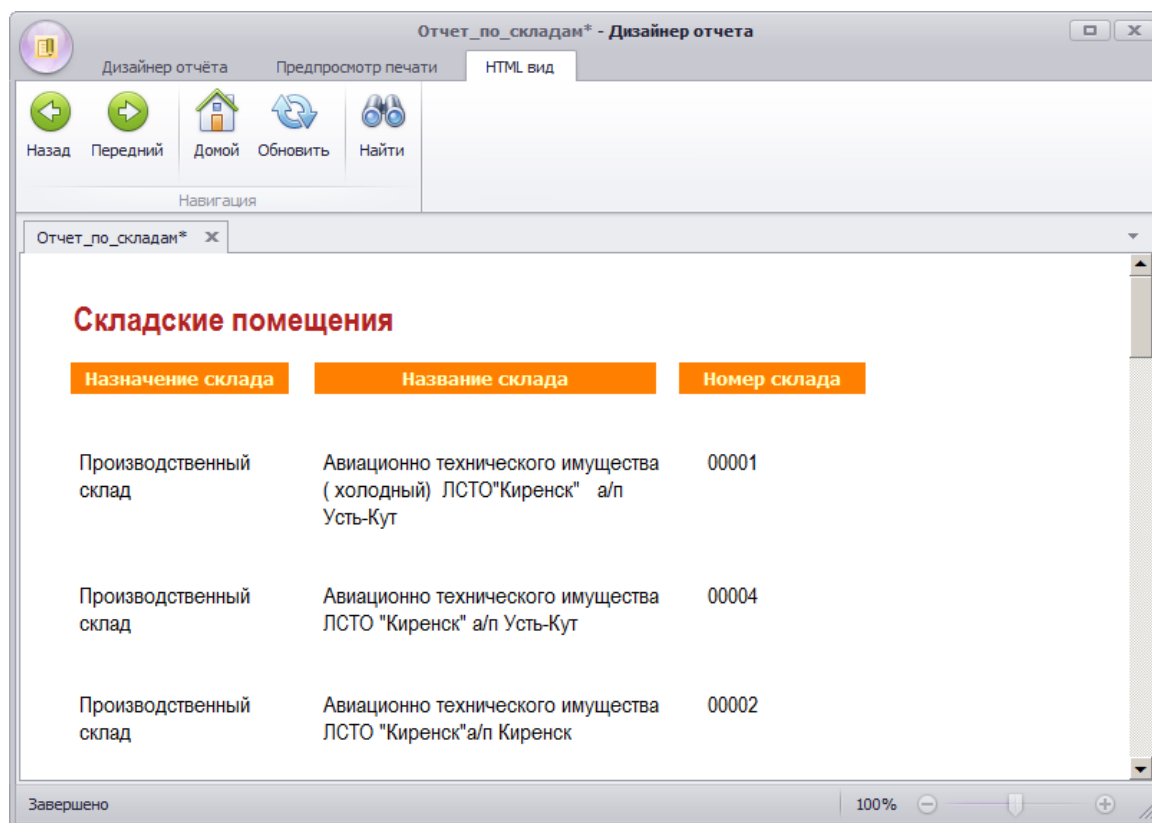 Отчет_по_складам* - Дизайнер отчета
Дизайнер отчёта Предпросмотр печати HTML вид
Назад Передний Домой Обновить Найти
Навигация
Отчет_по_складам*
Складские помещения
Назначение склада Название склада Номер склада
Производственный Авиационно технического имущества 00001
склад ( холодный) ЛСТО"Киренск" а/п
Усть-Кут
Производственный Авиационно технического имущества 00004
склад ЛСТО "Киренск" а/п Усть-Кут
Производственный Авиационно технического имущества 00002
склад ЛСТО "Киренск"а/п Киренск
Завершено 100%